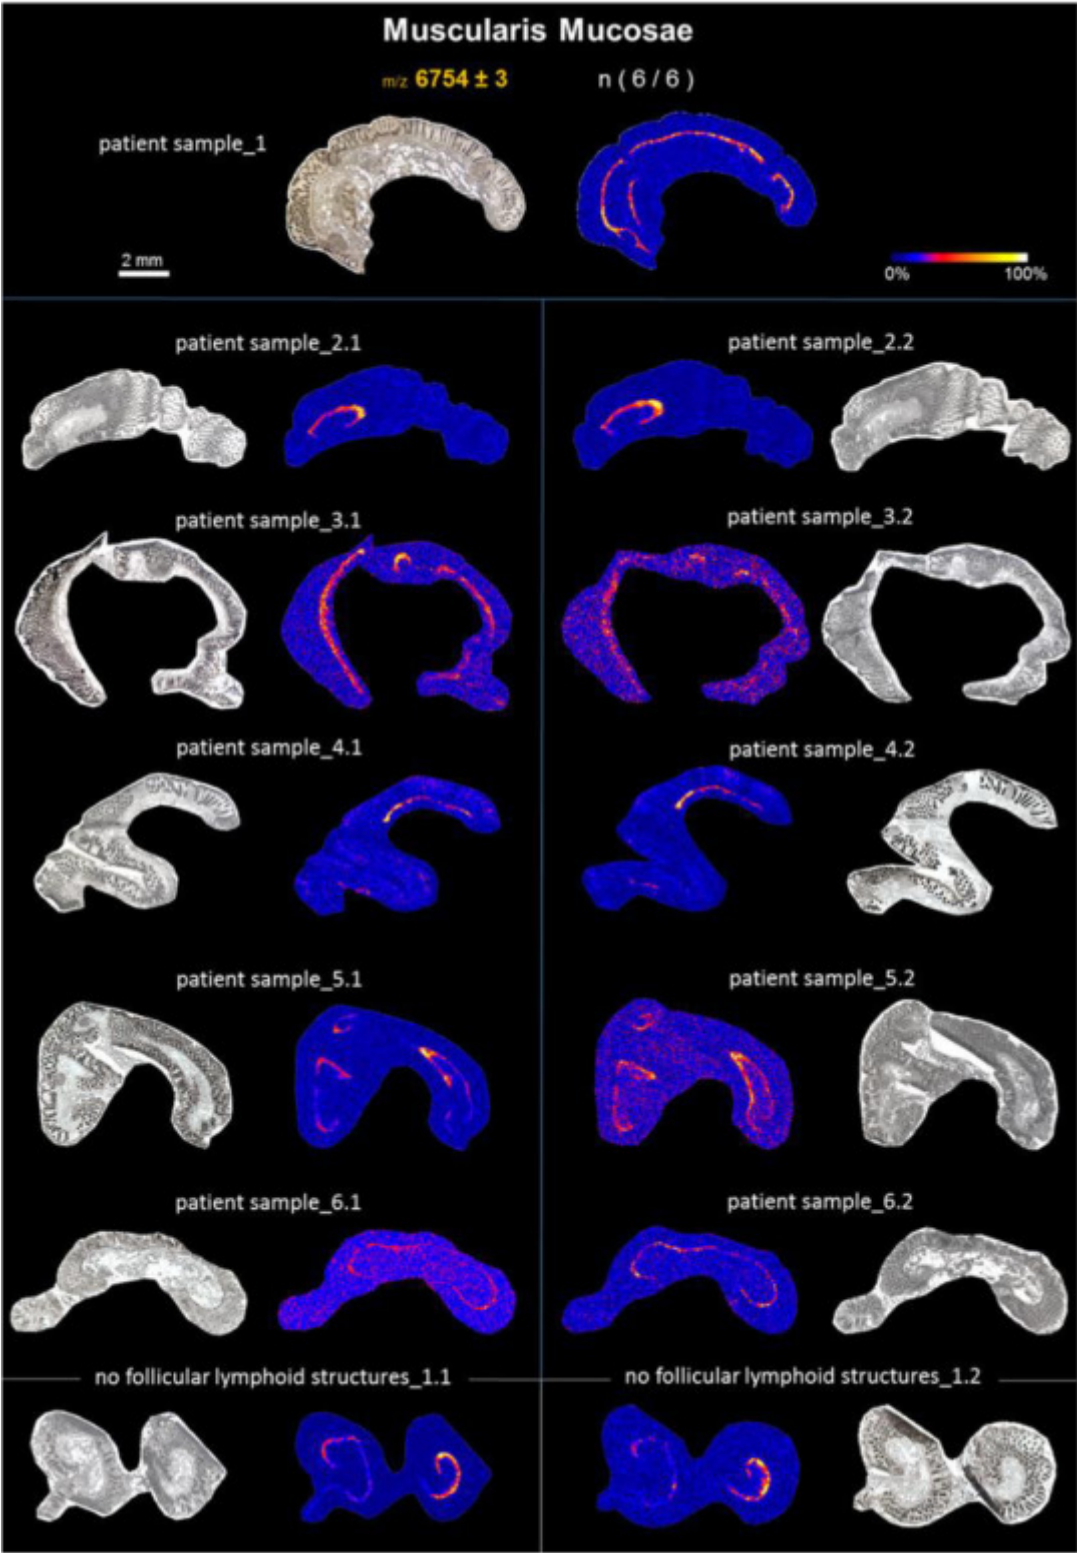 Muscularis Mucosae
m/z 6754 ± 3 n ( 6 / 6 )
patient sample_1
2 mm
0% 100%
patient sample_2.1 patient sample_2.2
patient sample_3.1 patient sample_3.2
patient sample_4.1 patient sample_4.2
patient sample_5.1 patient sample_5.2
patient sample_6.1 patient sample_6.2
no follicular lymphoid structures_1.1 no follicular lymphoid structures_1.2